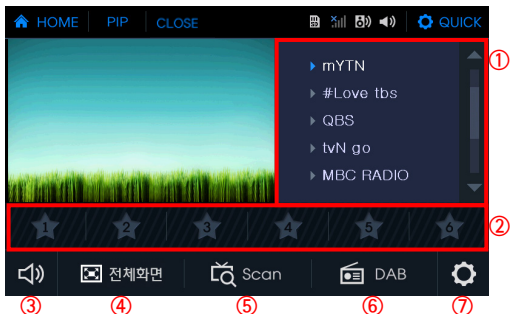 HOME PIP CLOSE QUICK
mYTN
#Love tbs
QBS
tvN go
MBC RADIO
①
1 2 3 4 5 6 ②
전체화면 Scan DAB
③ ④ ⑤ ⑥ ⑦